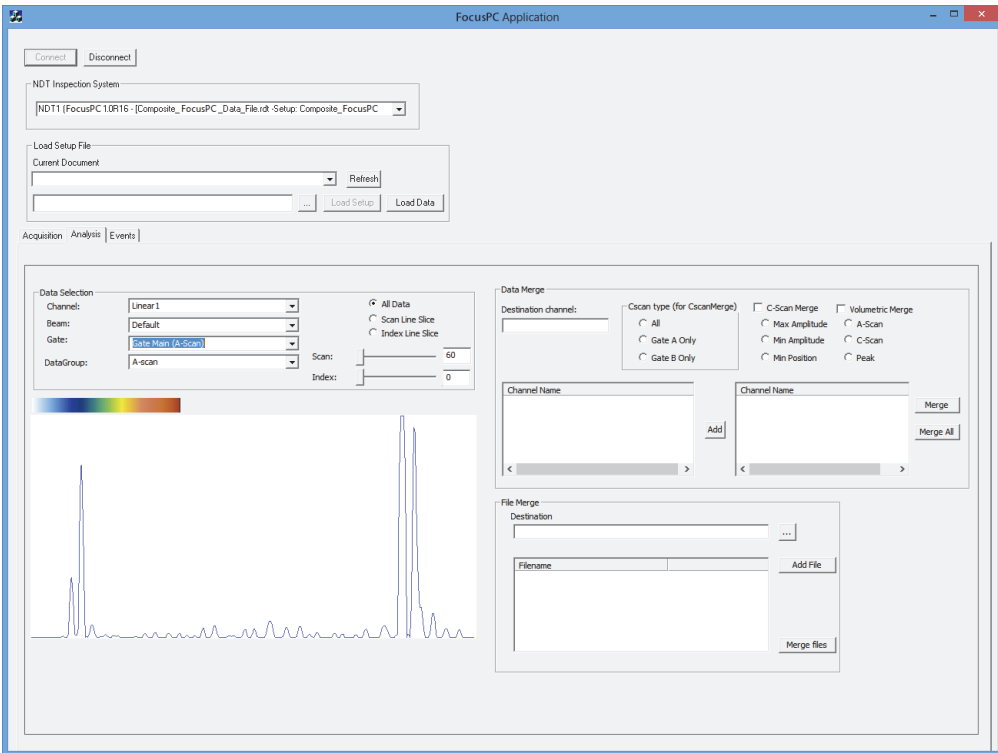 FocusPC Application
Connect
Disconnect
NDT Inspection System
NDT1 (FocusPC 1.0R16 - [Composite_ FocusPC _Data_File.rdt -Setup: Composite_FocusPC
Load Setup File
Current Document
Refresh
...
Load Setup
Load Data
Acquisition
Analysis
Events
Data Selection
Channel:
Linear1
Beam:
Default
Gate:
Gate Main (A-Scan)
DataGroup:
A-scan
All Data
Scan Line Slice
Index Line Slice
Scan:
60
Index:
0
Data Merge
Destination channel:
Cscan type (for CscanMerge)
All
Gate A Only
Gate B Only
C-Scan Merge
Max Amplitude
Min Amplitude
Min Position
Volumetric Merge
A-Scan
C-Scan
Peak
Channel Name
Add
Channel Name
Merge
Merge All
File Merge
Destination
...
Filename
Add File
Merge files